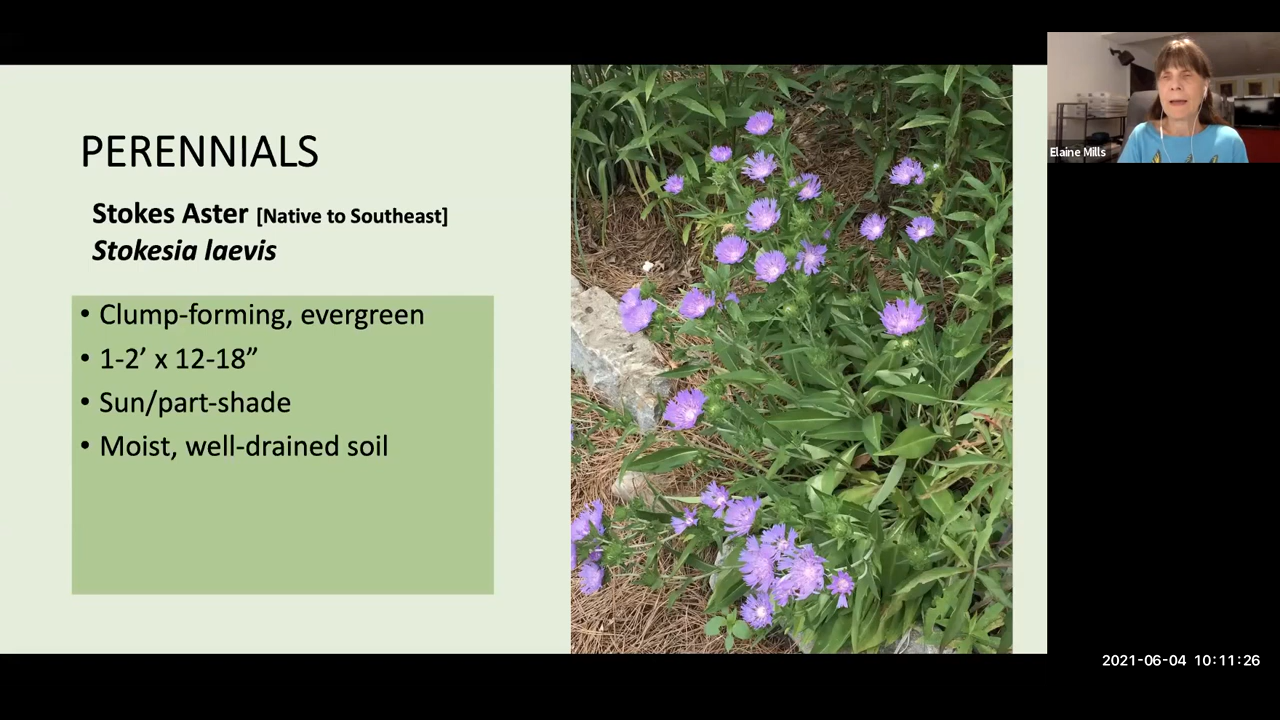 PERENNIALS
Stokes Aster [Native to Southeast]
Stokesia laevis
• Clump-forming, evergreen
• 1-2’ x 12-18”
• Sun/part-shade
• Moist, well-drained soil
Elaine Mills
2021-06-04 10:11:26